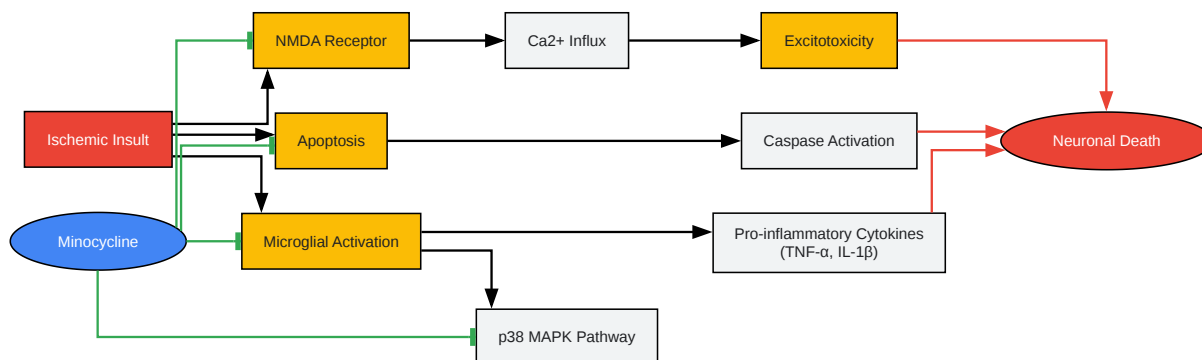 NMDA Receptor
Ca2+ Influx
Excitotoxicity
Ischemic Insult
Apoptosis
Caspase Activation
Neuronal Death
Minocycline
Microglial Activation
Pro-inflammatory Cytokines
(TNF-α, IL-1β)
p38 MAPK Pathway